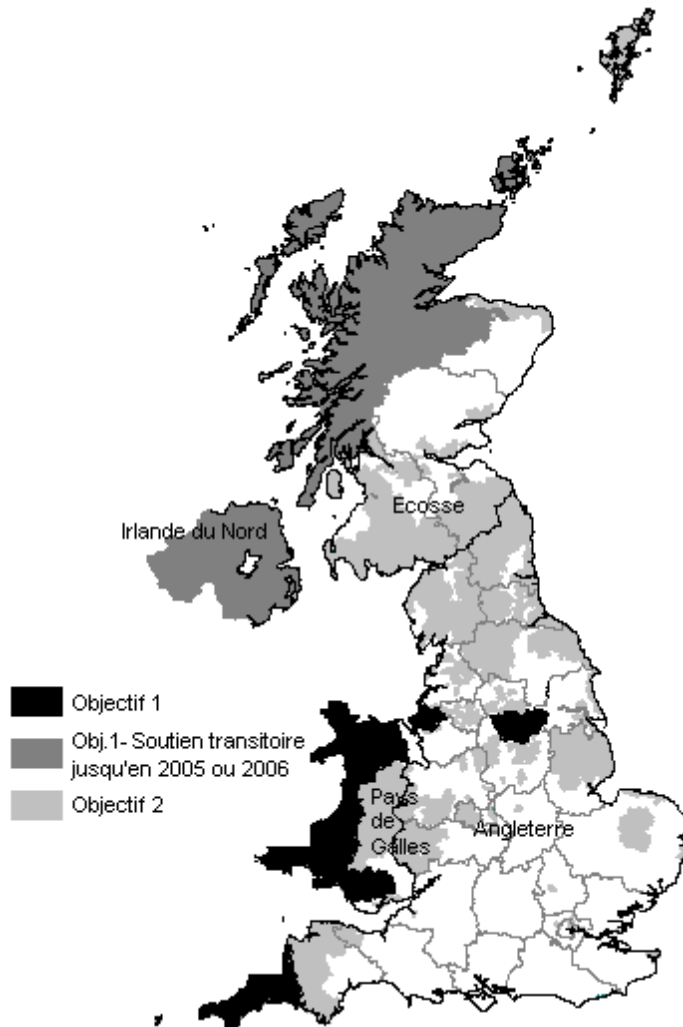 Ecosse
Irlande du Nord
Objectif 1
Obj.1- Soutien transitoire
jusqu'en 2005 ou 2006
Objectif 2
Pays
de
Galles
Angleterre